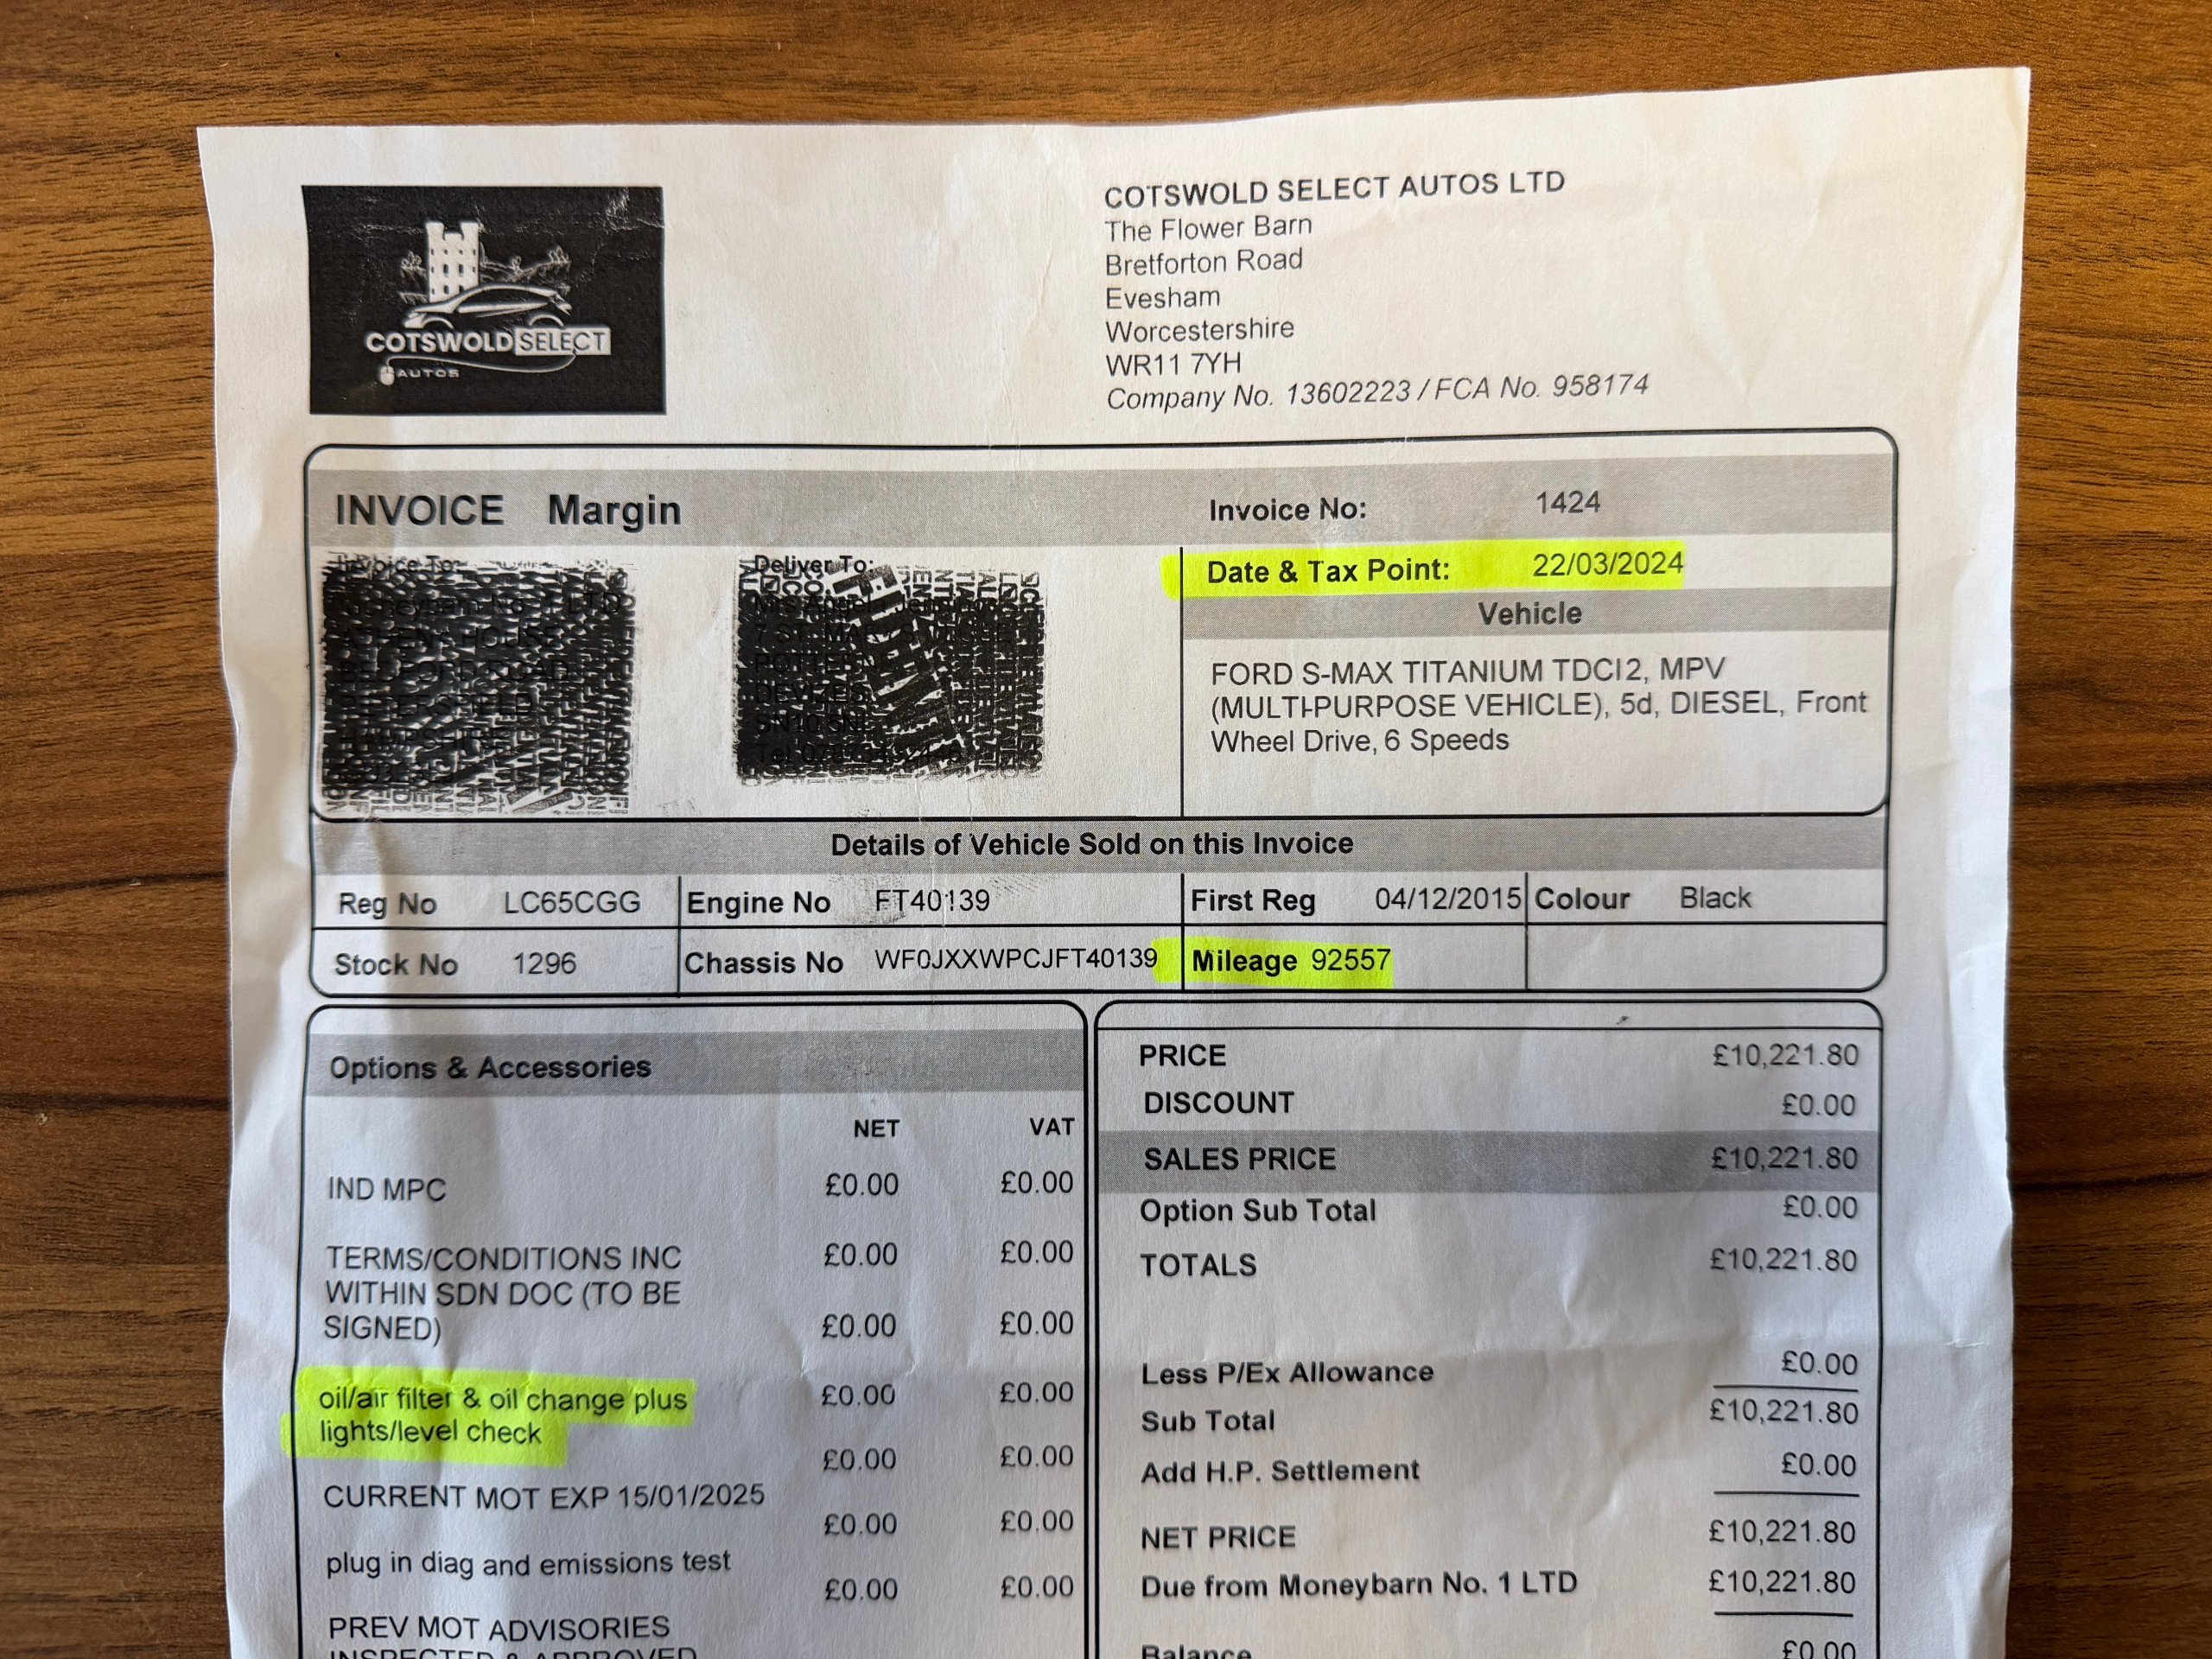 COTSWOLD SELECT
AUTOS
COTSWOLD SELECT AUTOS LTD
The Flower Barn
Bretforton Road
Evesham
Worcestershire
WR11 7YH
Company No. 13602223 / FCA No. 958174
INVOICE Margin
Invoice No: 1424
Invoice To:
Deliver To:
Date & Tax Point: 22/03/2024
Vehicle
FORD S-MAX TITANIUM TDCI 2, MPV
(MULTI-PURPOSE VEHICLE), 5d, DIESEL, Front
Wheel Drive, 6 Speeds
Details of Vehicle Sold on this Invoice
Reg No LC65CGG Engine No FT40139 First Reg 04/12/2015 Colour Black
Stock No 1296 Chassis No WF0JXXWPCJFT40139 Mileage 92557
Options & Accessories
NET VAT
IND MPC £0.00 £0.00
TERMS/CONDITIONS INC £0.00 £0.00
WITHIN SDN DOC (TO BE
SIGNED) £0.00 £0.00
oil/air filter & oil change plus £0.00 £0.00
lights/level check
£0.00 £0.00
CURRENT MOT EXP 15/01/2025
£0.00 £0.00
plug in diag and emissions test
£0.00 £0.00
PREV MOT ADVISORIES
INSPECTED & APPROVED
PRICE £10,221.80
DISCOUNT £0.00
SALES PRICE £10,221.80
Option Sub Total £0.00
TOTALS £10,221.80
Less P/Ex Allowance £0.00
Sub Total £10,221.80
Add H.P. Settlement £0.00
NET PRICE £10,221.80
Due from Moneybarn No. 1 LTD £10,221.80
Balance £0.00